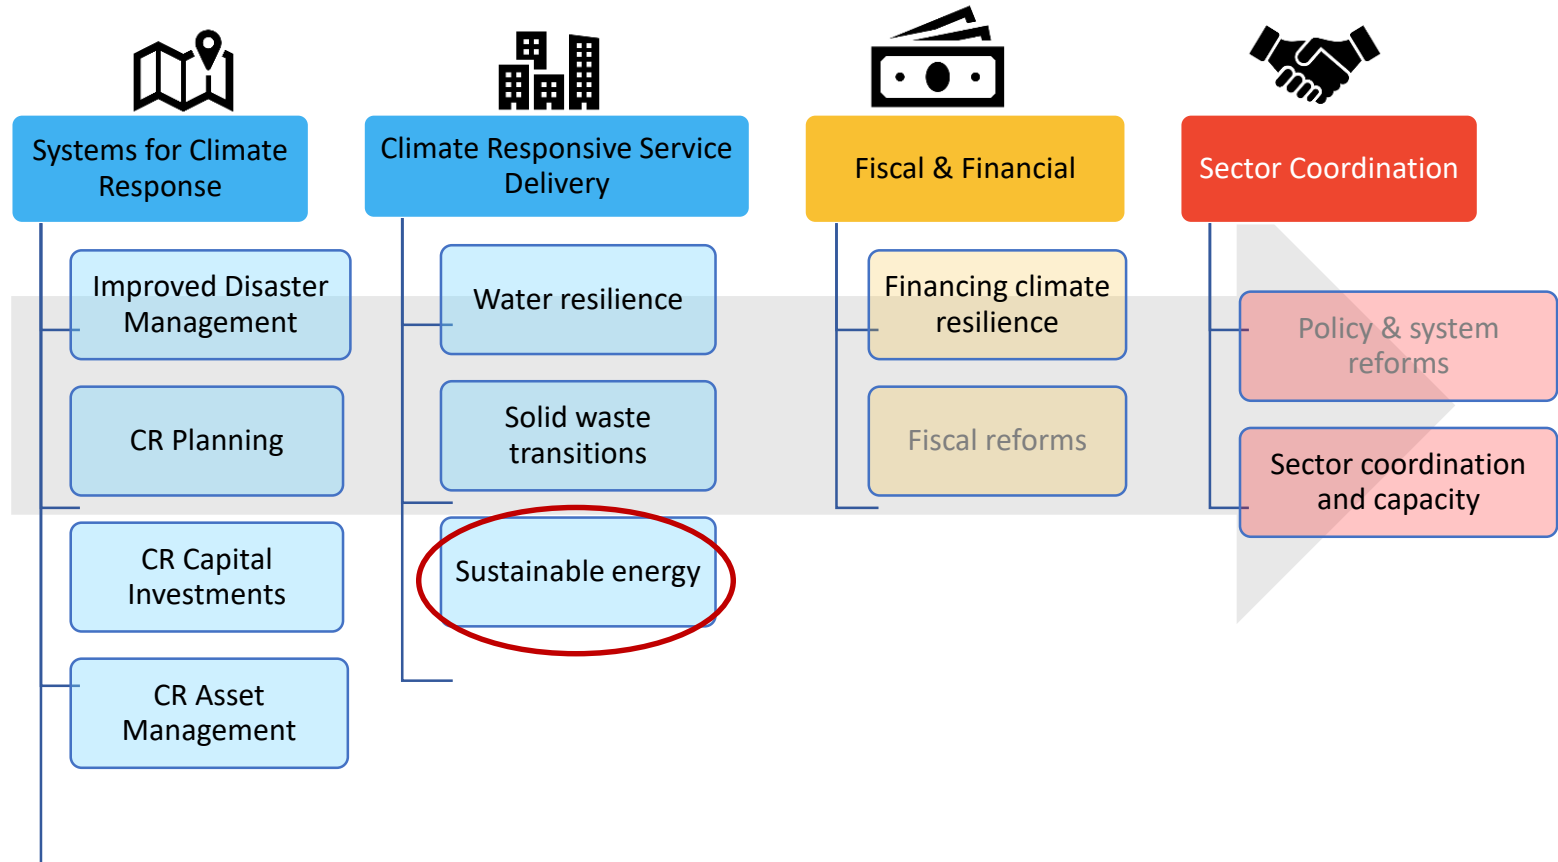 Systems for Climate
Response
Improved Disaster
Management
CR Planning
CR Capital
Investments
CR Asset
Management
Climate Responsive Service
Delivery
Water resilience
Solid waste
transitions
Sustainable energy
Fiscal & Financial
Financing climate
resilience
Fiscal reforms
Sector Coordination
Policy & system
reforms
Sector coordination
and capacity